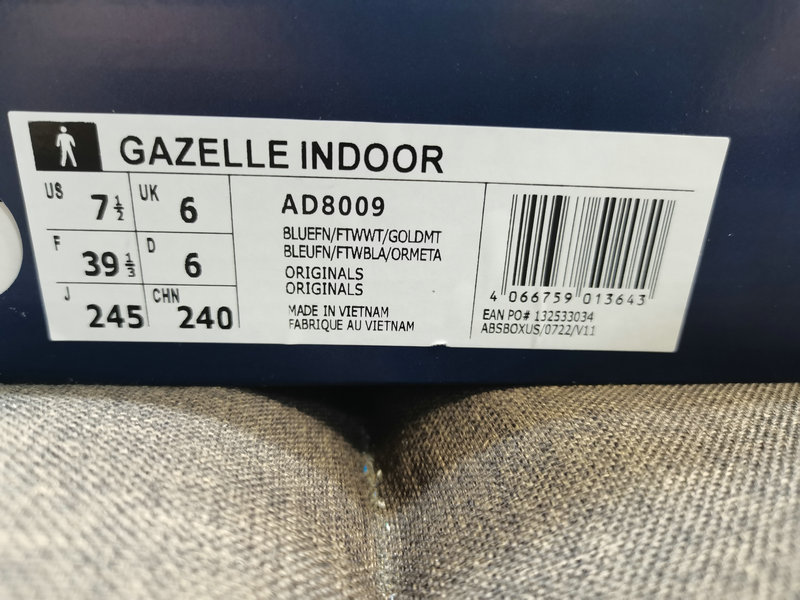 GAZELLE INDOOR
US 7 1/2 UK 6
F 39 1/3 D 6
J 245 CHN 240
AD8009
BLUEFN/FTWWT/GOLDMT
BLEUFN/FTWBLA/ORMETA
ORIGINALS
ORIGINALS
MADE IN VIETNAM
FABRIQUE AU VIETNAM
4 066759 013643
EAN PO# 132533034
ABSBOXUS/0722/V11